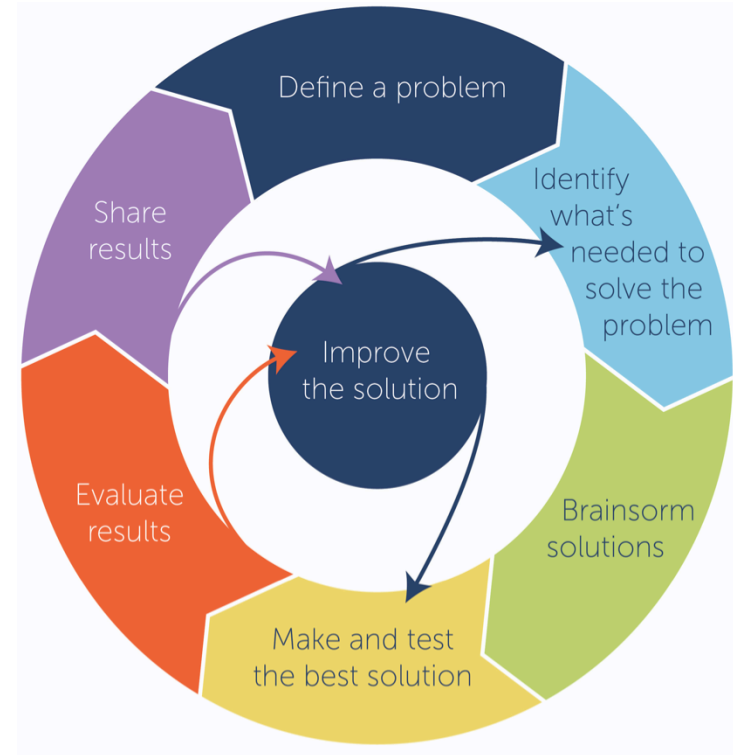 Define a problem
Identify
what's
needed to
solve the
problem
Brainsorm
solutions
Make and test
the best solution
Evaluate
results
Share
results
Improve
the solution